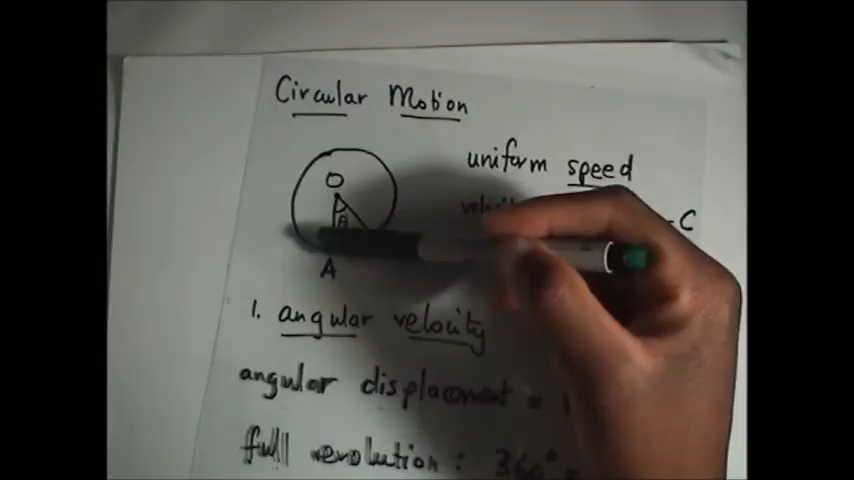 Circular Motion
uniform speed
O
θ
C
A
1. angular velocity
angular displacement =
full revolution: 360° =